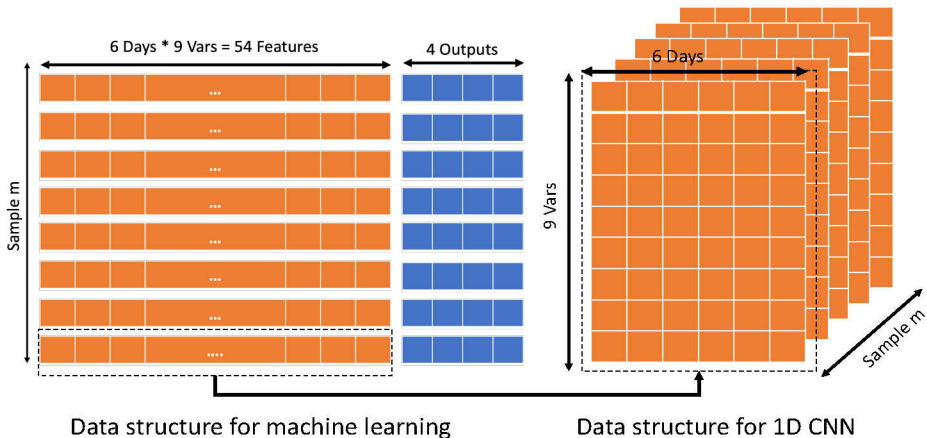 6 Days * 9 Vars = 54 Features
4 Outputs
Sample m
...
...
...
...
...
...
...
....
6 Days
9 Vars
Sample m
Data structure for machine learning
Data structure for 1D CNN